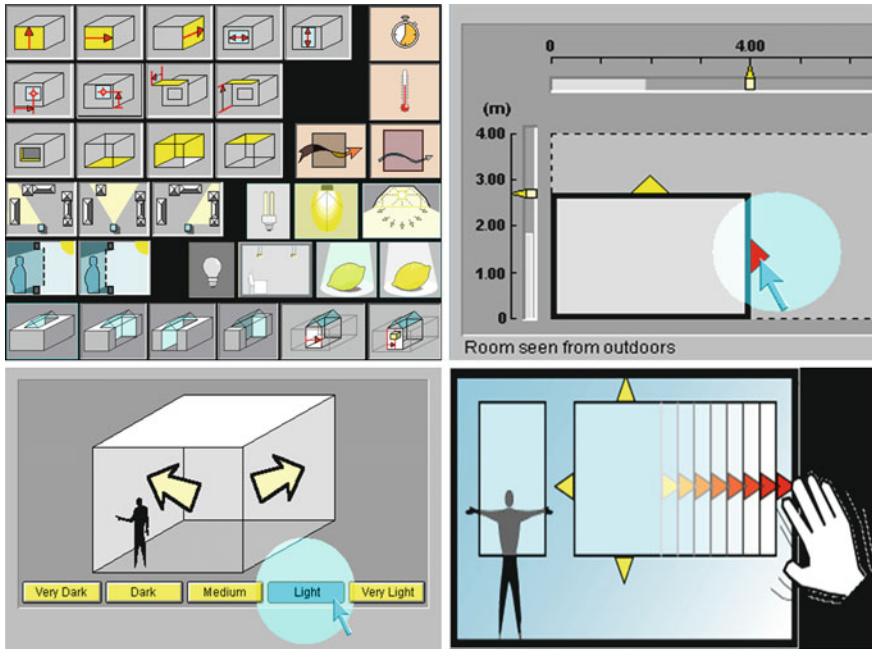 0 4.00
(m)
4.00
3.00
2.00
1.00
0
Room seen from outdoors
Very Dark Dark Medium Light Very Light